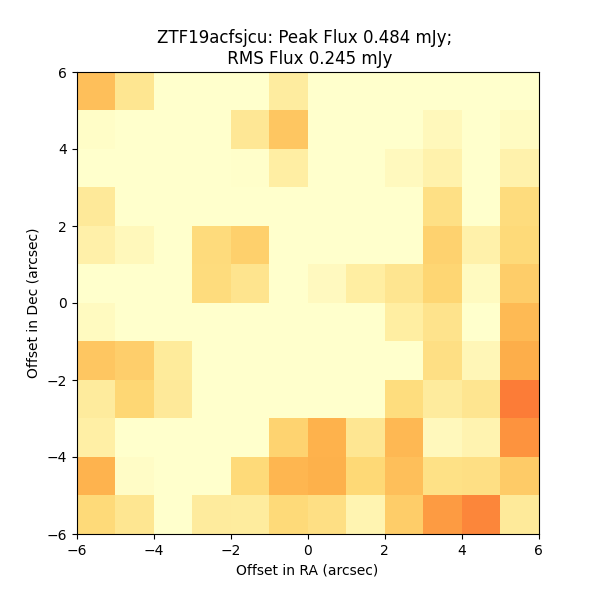 ZTF19acfsjcu: Peak Flux 0.484 mJy;
RMS Flux 0.245 mJy
6
4
2
0
−2
−4
−6
Offset in Dec (arcsec)
−6 −4 −2 0 2 4 6
Offset in RA (arcsec)